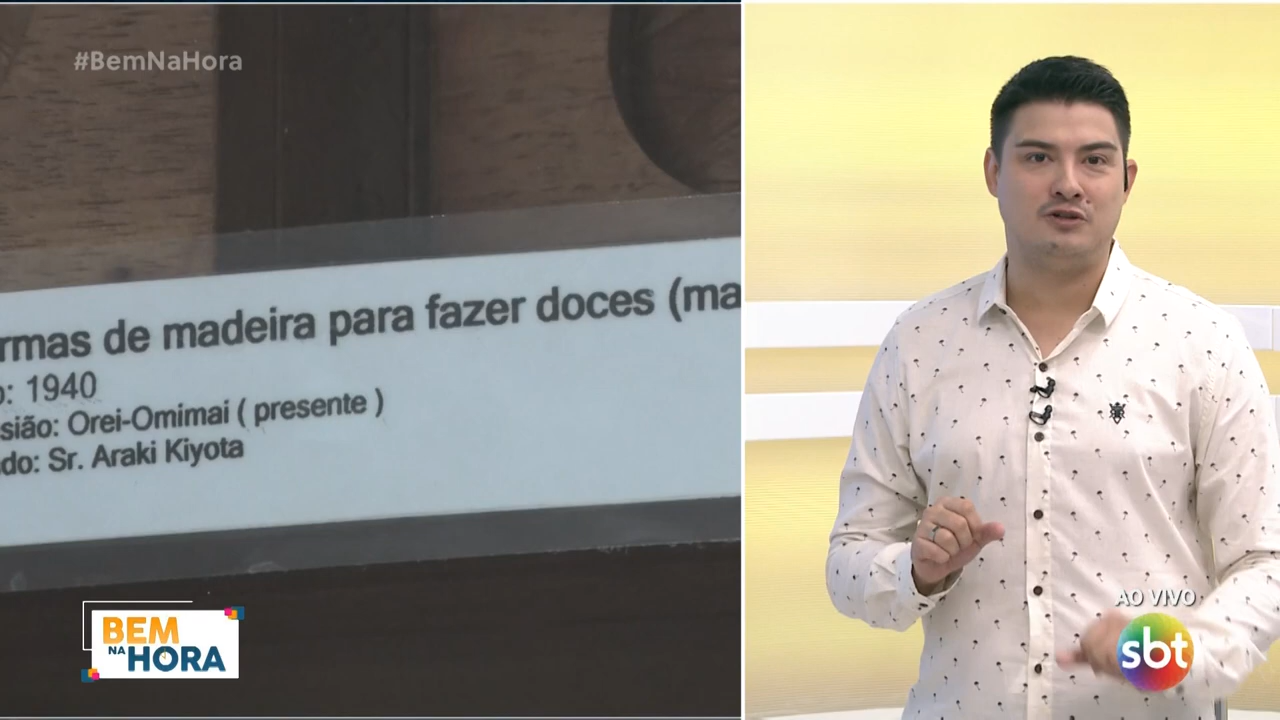 #BemNaHora
rmas de madeira para fazer doces (ma
o: 1940
sião: Orei-Omimai ( presente )
do: Sr. Araki Kiyota
BEM
NA HORA
AO VIVO
sbt